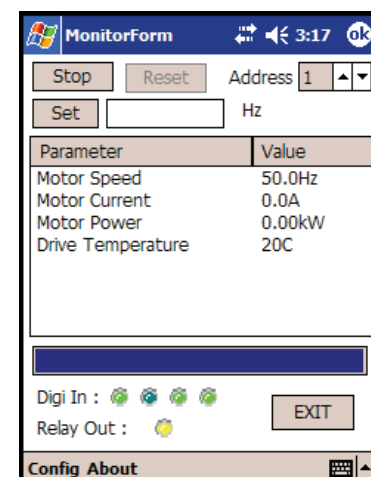 MonitorForm 3:17 ok
Stop Reset Address 1
Set Hz
Parameter Value
Motor Speed 50.0Hz
Motor Current 0.0A
Motor Power 0.00kW
Drive Temperature 20C
Digi In :
EXIT
Relay Out :
Config About